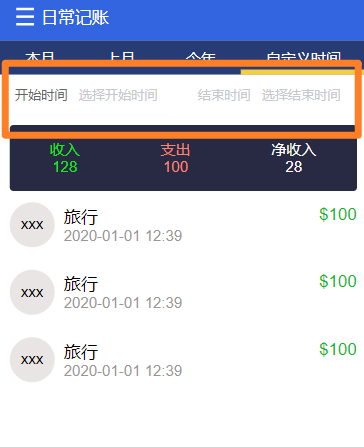 ☰ 日常记账
本月 上月 今年 自定义时间
开始时间 选择开始时间 结束时间 选择结束时间
收入 支出 净收入
128 100 28
xxx 旅行 $100
2020-01-01 12:39
xxx 旅行 $100
2020-01-01 12:39
xxx 旅行 $100
2020-01-01 12:39